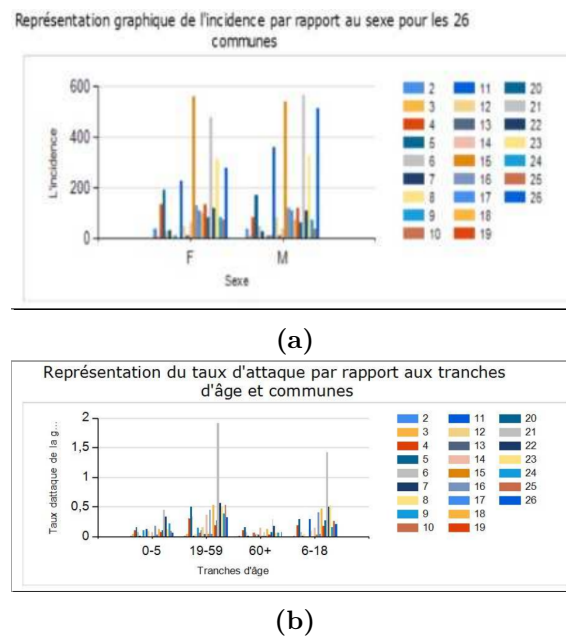 Représentation graphique de l'incidence par rapport au sexe pour les 26
communes
600
400
200
0
L'incidence
F M
Sexe
2 11 20
3 12 21
4 13 22
5 14 23
6 15 24
7 16 25
8 17 26
9 18
10 19
(a)
Représentation du taux d'attaque par rapport aux tranches
d'âge et communes
2
1,5
1
0,5
0
Taux dattaque de la g...
0-5 19-59 60+ 6-18
Tranches d'âge
2 11 20
3 12 21
4 13 22
5 14 23
6 15 24
7 16 25
8 17 26
9 18
10 19
(b)